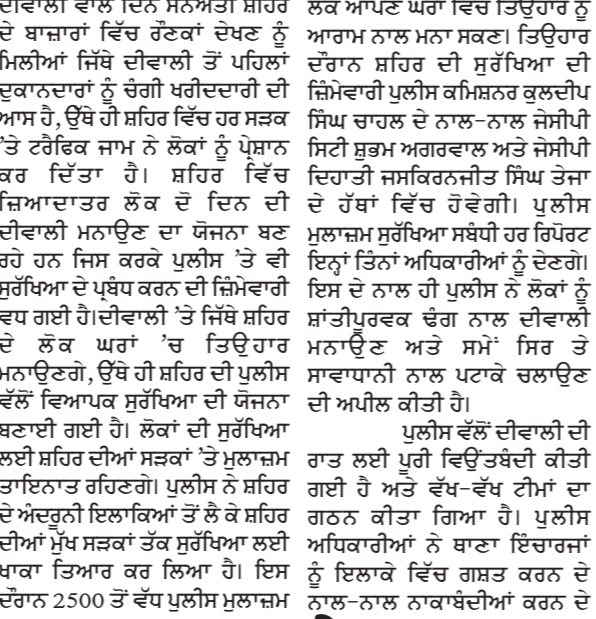 ਦੀਵਾਲੀ ਵਾਲੇ ਦਿਨ ਸਨਅਤੀ ਸ਼ਹਿਰ
ਦੇ ਬਾਜ਼ਾਰਾਂ ਵਿੱਚ ਰੌਣਕਾਂ ਦੇਖਣ ਨੂੰ
ਮਿਲੀਆਂ ਜਿੱਥੇ ਦੀਵਾਲੀ ਤੋਂ ਪਹਿਲਾਂ
ਦੁਕਾਨਦਾਰਾਂ ਨੂੰ ਚੰਗੀ ਖਰੀਦਦਾਰੀ ਦੀ
ਆਸ ਹੈ, ਉੱਥੇ ਹੀ ਸ਼ਹਿਰ ਵਿੱਚ ਹਰ ਸੜਕ
’ਤੇ ਟਰੈਫਿਕ ਜਾਮ ਨੇ ਲੋਕਾਂ ਨੂੰ ਪ੍ਰੇਸ਼ਾਨ
ਕਰ ਦਿੱਤਾ ਹੈ। ਸ਼ਹਿਰ ਵਿੱਚ
ਜ਼ਿਆਦਾਤਰ ਲੋਕ ਦੋ ਦਿਨ ਦੀ
ਦੀਵਾਲੀ ਮਨਾਉਣ ਦਾ ਯੋਜਨਾ ਬਣ
ਰਹੇ ਹਨ ਜਿਸ ਕਰਕੇ ਪੁਲੀਸ ’ਤੇ ਵੀ
ਸੁਰੱਖਿਆ ਦੇ ਪ੍ਰਬੰਧ ਕਰਨ ਦੀ ਜ਼ਿੰਮੇਵਾਰੀ
ਵਧ ਗਈ ਹੈ।ਦੀਵਾਲੀ ’ਤੇ ਜਿੱਥੇ ਸ਼ਹਿਰ
ਦੇ ਲੋਕ ਘਰਾਂ ’ਚ ਤਿਉਹਾਰ
ਮਨਾਉਣਗੇ, ਉੱਥੇ ਹੀ ਸ਼ਹਿਰ ਦੀ ਪੁਲੀਸ
ਵੱਲੋਂ ਵਿਆਪਕ ਸੁਰੱਖਿਆ ਦੀ ਯੋਜਨਾ
ਬਣਾਈ ਗਈ ਹੈ। ਲੋਕਾਂ ਦੀ ਸੁਰੱਖਿਆ
ਲਈ ਸ਼ਹਿਰ ਦੀਆਂ ਸੜਕਾਂ ’ਤੇ ਮੁਲਾਜ਼ਮ
ਤਾਇਨਾਤ ਰਹਿਣਗੇ। ਪੁਲੀਸ ਨੇ ਸ਼ਹਿਰ
ਦੇ ਅੰਦਰੂਨੀ ਇਲਾਕਿਆਂ ਤੋਂ ਲੈ ਕੇ ਸ਼ਹਿਰ
ਦੀਆਂ ਮੁੱਖ ਸੜਕਾਂ ਤੱਕ ਸੁਰੱਖਿਆ ਲਈ
ਖਾਕਾ ਤਿਆਰ ਕਰ ਲਿਆ ਹੈ। ਇਸ
ਦੌਰਾਨ 2500 ਤੋਂ ਵੱਧ ਪੁਲੀਸ ਮੁਲਾਜ਼ਮ
ਲੋਕ ਆਪਣੇ ਘਰਾਂ ਵਿੱਚ ਤਿਉਹਾਰ ਨੂੰ
ਆਰਾਮ ਨਾਲ ਮਨਾ ਸਕਣ। ਤਿਉਹਾਰ
ਦੌਰਾਨ ਸ਼ਹਿਰ ਦੀ ਸੁਰੱਖਿਆ ਦੀ
ਜ਼ਿੰਮੇਵਾਰੀ ਪੁਲੀਸ ਕਮਿਸ਼ਨਰ ਕੁਲਦੀਪ
ਸਿੰਘ ਚਾਹਲ ਦੇ ਨਾਲ-ਨਾਲ ਜੇਸੀਪੀ
ਸਿਟੀ ਸ਼ੁਭਮ ਅਗਰਵਾਲ ਅਤੇ ਜੇਸੀਪੀ
ਦਿਹਾਤੀ ਜਸਕਿਰਨਜੀਤ ਸਿੰਘ ਤੇਜਾ
ਦੇ ਹੱਥਾਂ ਵਿੱਚ ਹੋਵੇਗੀ। ਪੁਲੀਸ
ਮੁਲਾਜ਼ਮ ਸੁਰੱਖਿਆ ਸਬੰਧੀ ਹਰ ਰਿਪੋਰਟ
ਇਨ੍ਹਾਂ ਤਿੰਨਾਂ ਅਧਿਕਾਰੀਆਂ ਨੂੰ ਦੇਣਗੇ।
ਇਸ ਦੇ ਨਾਲ ਹੀ ਪੁਲੀਸ ਨੇ ਲੋਕਾਂ ਨੂੰ
ਸ਼ਾਂਤੀਪੂਰਵਕ ਢੰਗ ਨਾਲ ਦੀਵਾਲੀ
ਮਨਾਉਣ ਅਤੇ ਸਮੇਂ ਸਿਰ ਤੇ
ਸਾਵਾਧਾਨੀ ਨਾਲ ਪਟਾਕੇ ਚਲਾਉਣ
ਦੀ ਅਪੀਲ ਕੀਤੀ ਹੈ।
ਪੁਲੀਸ ਵੱਲੋਂ ਦੀਵਾਲੀ ਦੀ
ਰਾਤ ਲਈ ਪੂਰੀ ਵਿਉਂਤਬੰਦੀ ਕੀਤੀ
ਗਈ ਹੈ ਅਤੇ ਵੱਖ-ਵੱਖ ਟੀਮਾਂ ਦਾ
ਗਠਨ ਕੀਤਾ ਗਿਆ ਹੈ। ਪੁਲੀਸ
ਅਧਿਕਾਰੀਆਂ ਨੇ ਥਾਣਾ ਇੰਚਾਰਜਾਂ
ਨੂੰ ਇਲਾਕੇ ਵਿੱਚ ਗਸ਼ਤ ਕਰਨ ਦੇ
ਨਾਲ-ਨਾਲ ਨਾਕਾਬੰਦੀਆਂ ਕਰਨ ਦੇ